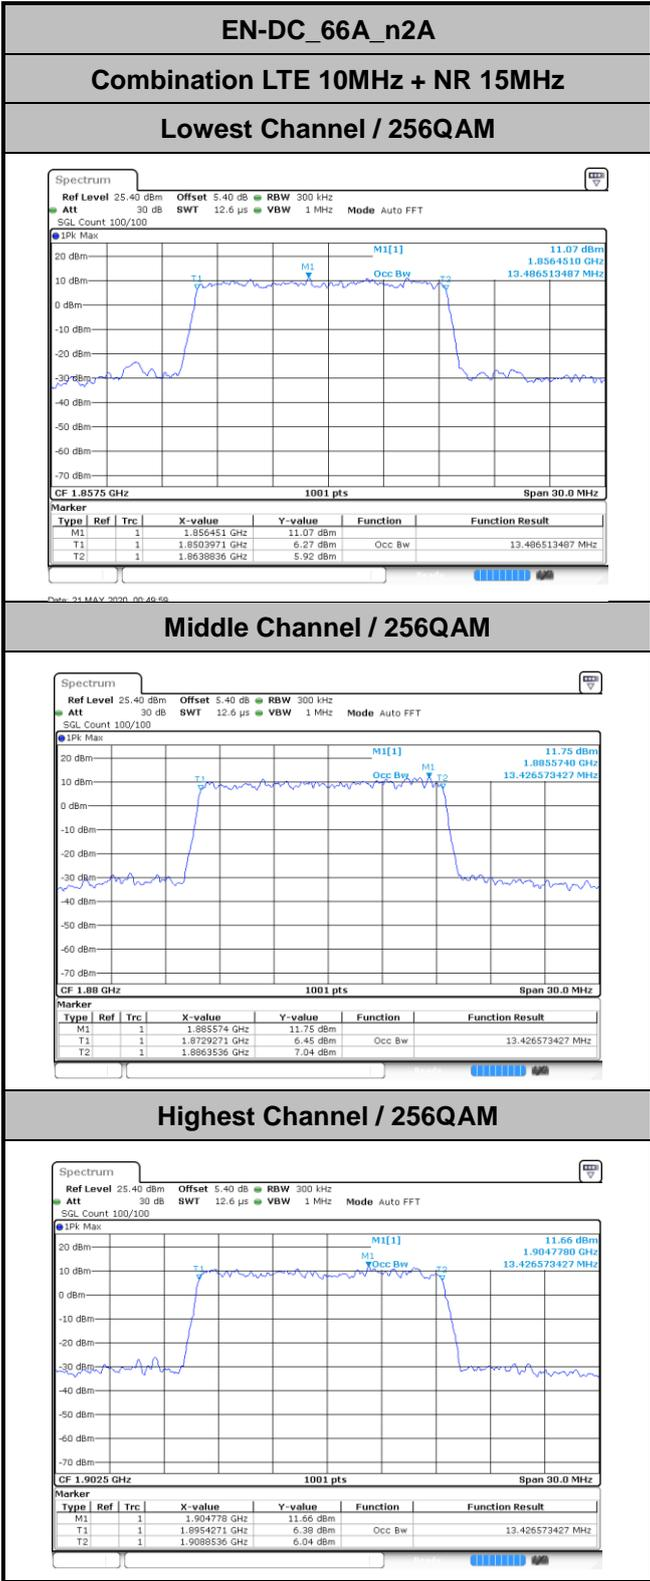 EN-DC_66A_n2A
Combination LTE 10MHz + NR 15MHz
Lowest Channel / 256QAM
Spectrum
Ref Level 25.40 dBm Offset 5.40 dB RBW 300 kHz
Att 30 dB SWT 12.6 µs VBW 1 MHz Mode Auto FFT
SGL Count 100/100
1Pk Max
M1[1] 11.07 dBm
1.8564510 GHz
Occ Bw 13.486513487 MHz
20 dBm
M1
10 dBm
T1
T2
0 dBm
-10 dBm
-20 dBm
-30 dBm
-40 dBm
-50 dBm
-60 dBm
-70 dBm
CF 1.8575 GHz 1001 pts Span 30.0 MHz
Marker
Type Ref Trc X-value Y-value Function Function Result
M1 1 1.856451 GHz 11.07 dBm
T1 1 1.8503971 GHz 6.27 dBm Occ Bw 13.486513487 MHz
T2 1 1.8638836 GHz 5.92 dBm
Date: 21 MAY 2020 00:49:59
Middle Channel / 256QAM
Spectrum
Ref Level 25.40 dBm Offset 5.40 dB RBW 300 kHz
Att 30 dB SWT 12.6 µs VBW 1 MHz Mode Auto FFT
SGL Count 100/100
1Pk Max
M1[1] 11.75 dBm
1.8855740 GHz
Occ Bw 13.426573427 MHz
20 dBm
M1
10 dBm
T1
T2
0 dBm
-10 dBm
-20 dBm
-30 dBm
-40 dBm
-50 dBm
-60 dBm
-70 dBm
CF 1.88 GHz 1001 pts Span 30.0 MHz
Marker
Type Ref Trc X-value Y-value Function Function Result
M1 1 1.885574 GHz 11.75 dBm
T1 1 1.8729271 GHz 6.45 dBm Occ Bw 13.426573427 MHz
T2 1 1.8863536 GHz 7.04 dBm
Highest Channel / 256QAM
Spectrum
Ref Level 25.40 dBm Offset 5.40 dB RBW 300 kHz
Att 30 dB SWT 12.6 µs VBW 1 MHz Mode Auto FFT
SGL Count 100/100
1Pk Max
M1[1] 11.66 dBm
1.9047780 GHz
Occ Bw 13.426573427 MHz
20 dBm
M1
10 dBm
T1
T2
0 dBm
-10 dBm
-20 dBm
-30 dBm
-40 dBm
-50 dBm
-60 dBm
-70 dBm
CF 1.9025 GHz 1001 pts Span 30.0 MHz
Marker
Type Ref Trc X-value Y-value Function Function Result
M1 1 1.904778 GHz 11.66 dBm
T1 1 1.8954271 GHz 6.38 dBm Occ Bw 13.426573427 MHz
T2 1 1.9088536 GHz 6.04 dBm